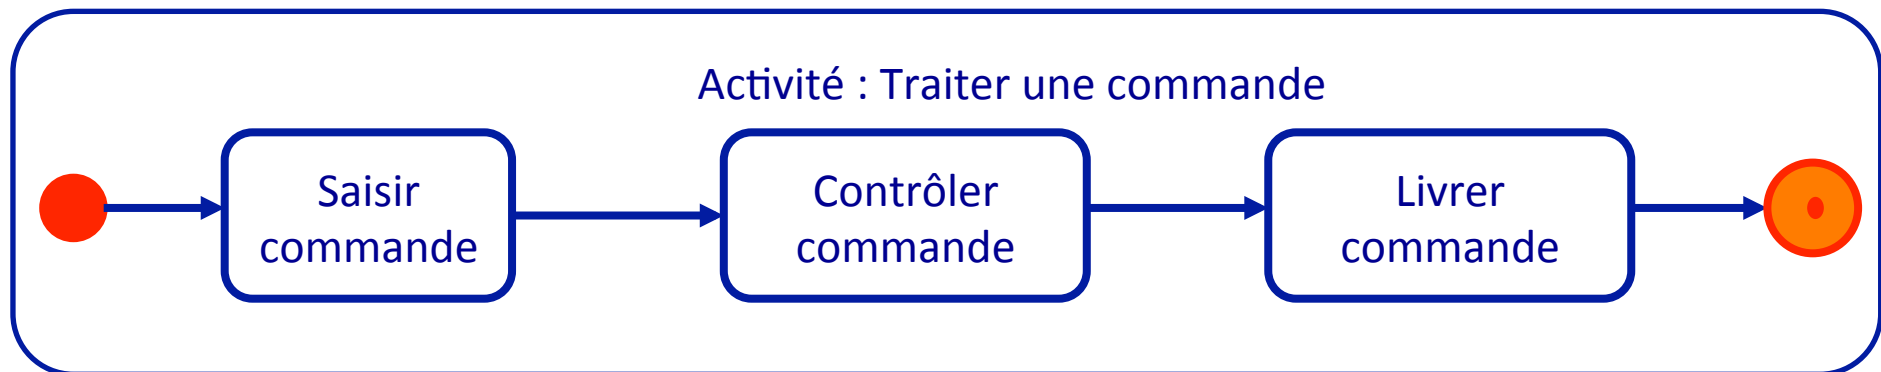 Activité : Traiter une commande
Saisir
commande
Contrôler
commande
Livrer
commande